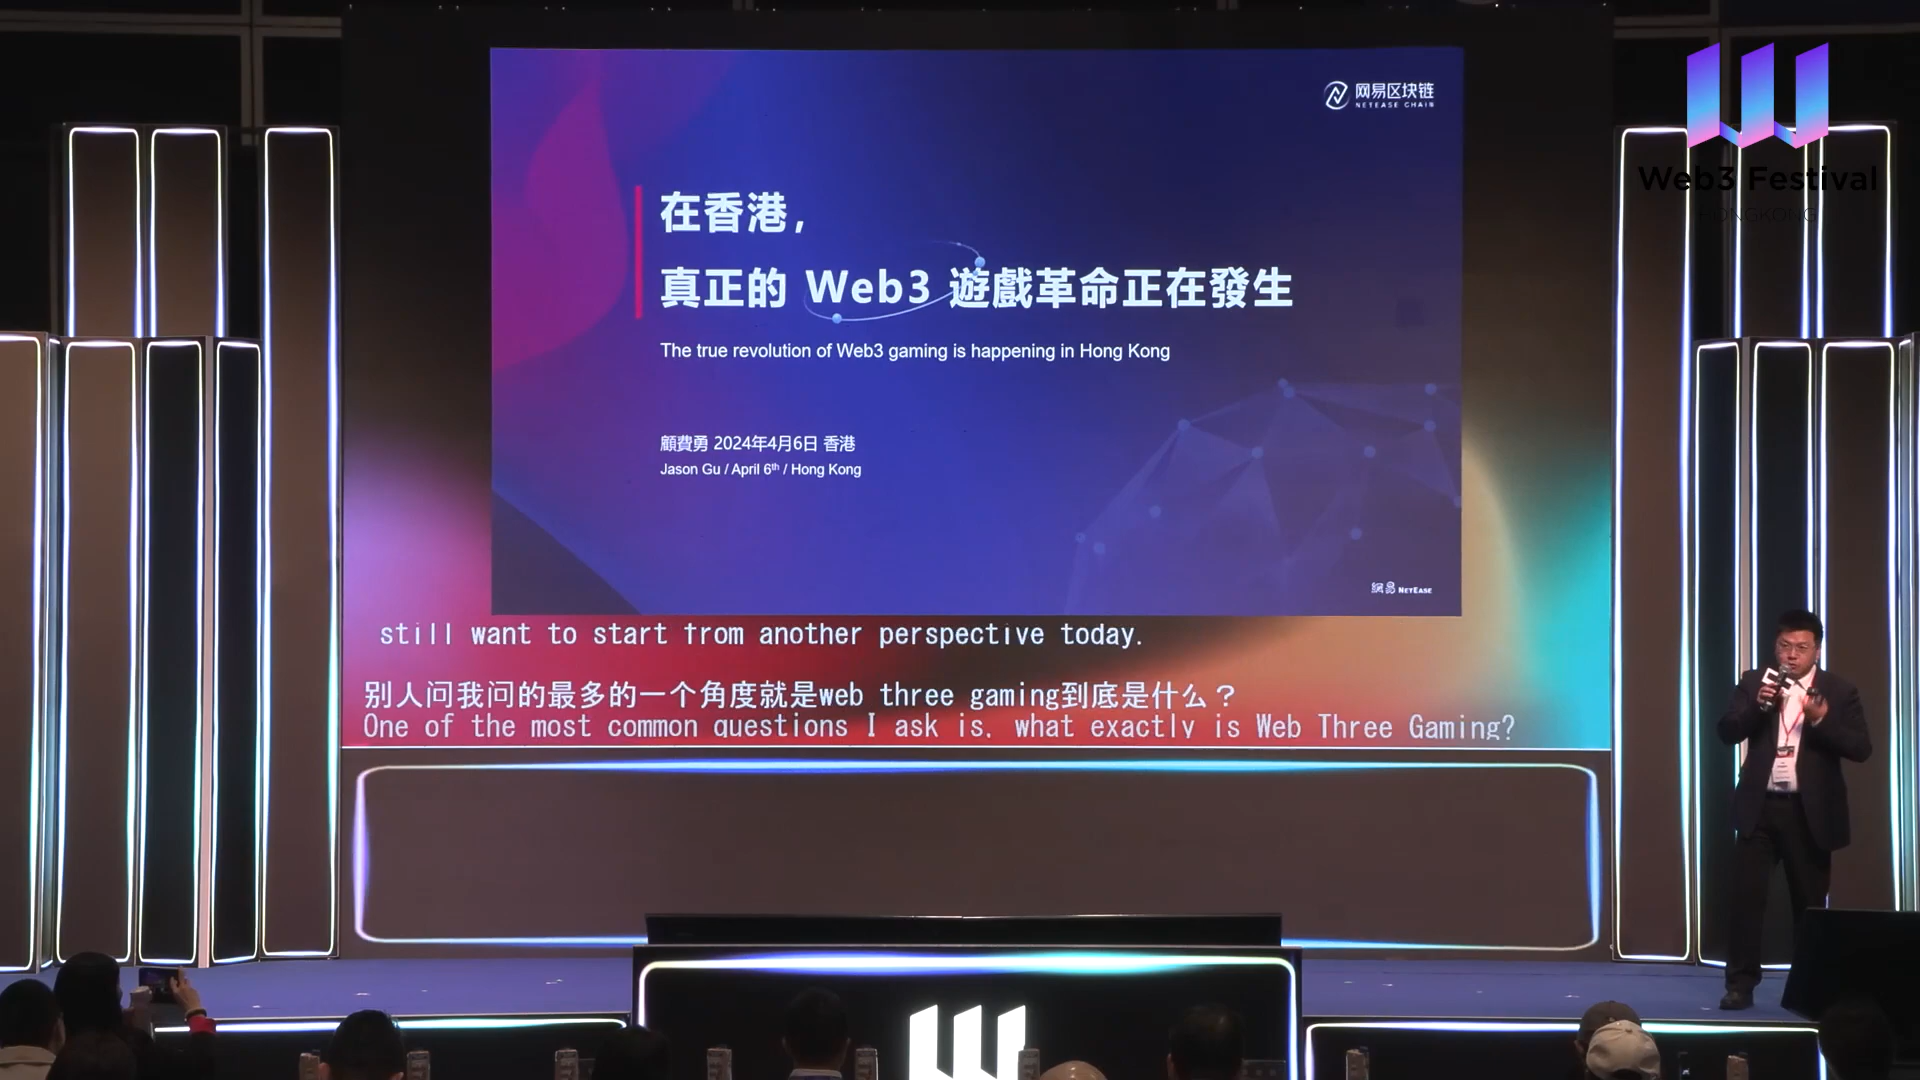 网易区块链
NETEASE CHAIN
Web3 Festival
HONGKONG
在香港,
真正的 Web3 遊戲革命正在發生
The true revolution of Web3 gaming is happening in Hong Kong
顧費勇 2024年4月6日 香港
Jason Gu / April 6th / Hong Kong
網易 NETEASE
still want to start from another perspective today.
别人问我问的最多的一个角度就是web three gaming到底是什么？
One of the most common questions I ask is, what exactly is Web Three Gaming?